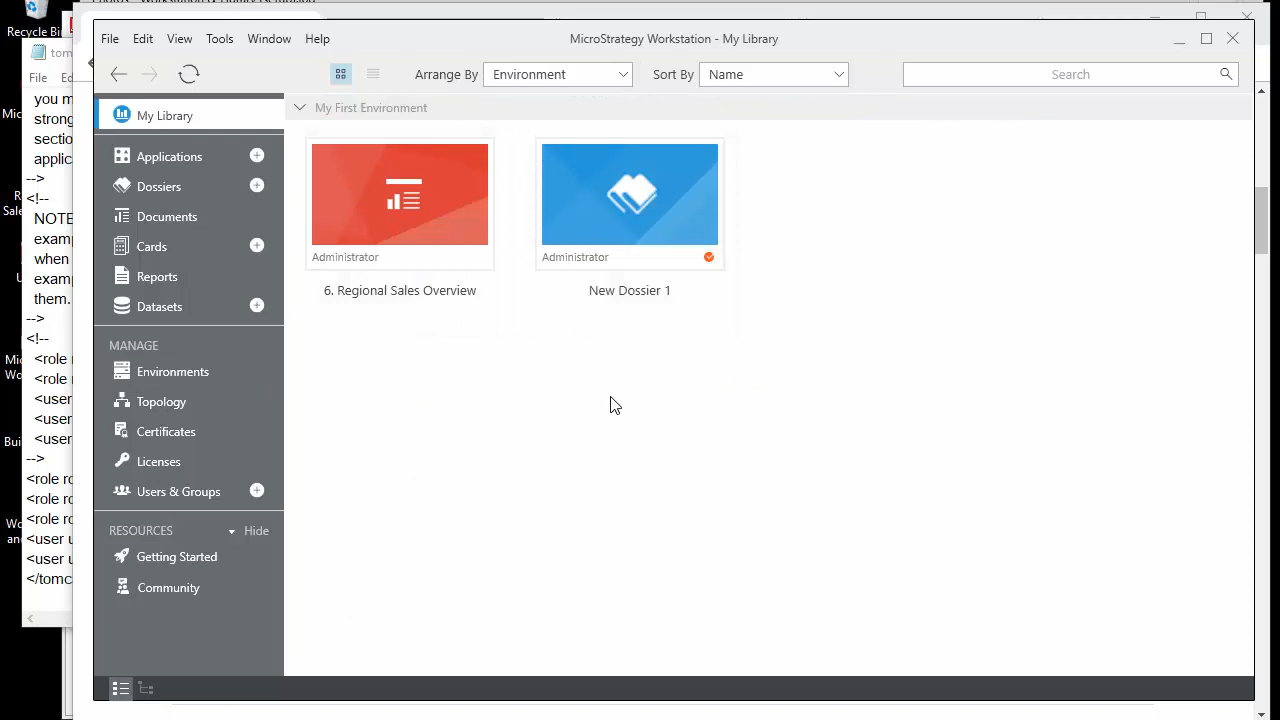 Recycle Bin
tom
File Ed
you m
strong
section
applic
-->
<!--
NOTE
examp
when
examp
them.
-->
<!--
<role r
<role r
<user
<user
<user
-->
<role ro
<role ro
<role ro
<user u
<user u
</tomc
File Edit View Tools Window Help
MicroStrategy Workstation - My Library
Arrange By Environment Sort By Name Search
My Library
Applications
Dossiers
Documents
Cards
Reports
Datasets
MANAGE
Environments
Topology
Certificates
Licenses
Users & Groups
RESOURCES Hide
Getting Started
Community
My First Environment
Administrator
6. Regional Sales Overview
Administrator
New Dossier 1